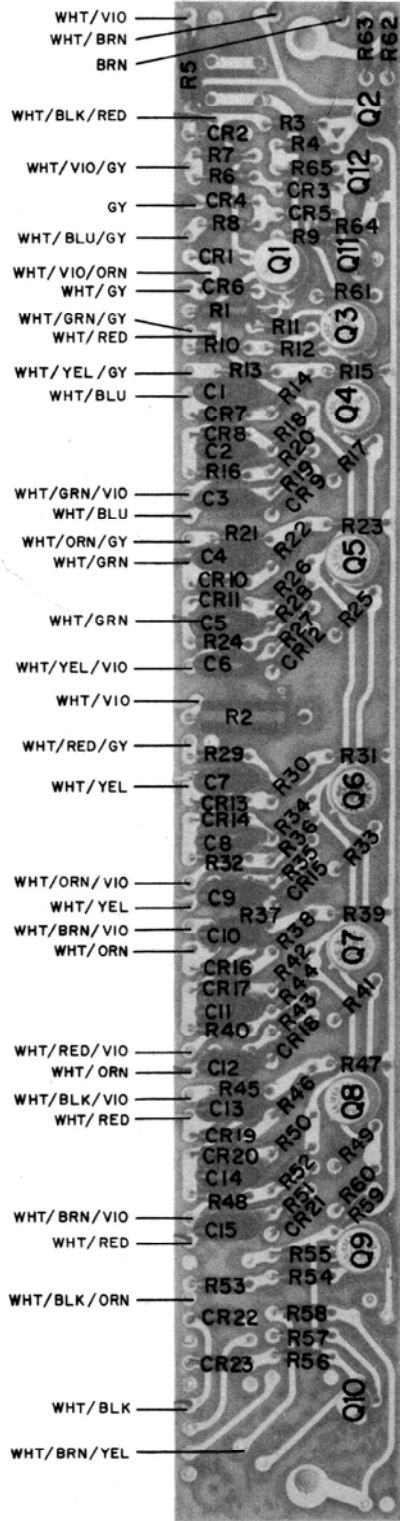 WHT/VIO
WHT/BRN
BRN
R5
R63
R62
Q2
WHT/BLK/RED
R3
CR2
R4
R7
Q12
WHT/VIO/GY
R6
R65
CR3
GY
CR4
CR5
R8
R64
WHT/BLU/GY
R9
Q11
CR1
Q1
WHT/VIO/ORN
WHT/GY
CR6
R61
R1
Q3
WHT/GRN/GY
R11
WHT/RED
R10
R12
WHT/YEL/GY
R13
R14
R15
WHT/BLU
C1
Q4
CR7
R18
CR8
R20
C2
R17
R16
R19
CR9
WHT/GRN/VIO
C3
WHT/BLU
R23
WHT/ORN/GY
R21
R22
WHT/GRN
C4
Q5
CR10
R26
CR11
R28
R25
WHT/GRN
C5
R27
R24
CR12
WHT/YEL/VIO
C6
WHT/VIO
R2
WHT/RED/GY
R29
R31
R30
WHT/YEL
C7
Q6
CR13
R34
CR14
R36
R33
C8
R35
R32
CR15
WHT/ORN/VIO
C9
WHT/YEL
R37
R39
WHT/BRN/VIO
C10
R38
WHT/ORN
Q7
CR16
R42
CR17
R44
R41
C11
R43
R40
CR18
WHT/RED/VIO
C12
R47
WHT/ORN
WHT/BLK/VIO
R45
R46
C13
Q8
WHT/RED
CR19
R50
CR20
R49
C14
R52
R48
R51
R60
WHT/BRN/VIO
C15
CR21
R59
WHT/RED
R55
Q9
R53
R54
WHT/BLK/ORN
CR22
R58
R57
CR23
R56
WHT/BLK
Q10
WHT/BRN/YEL